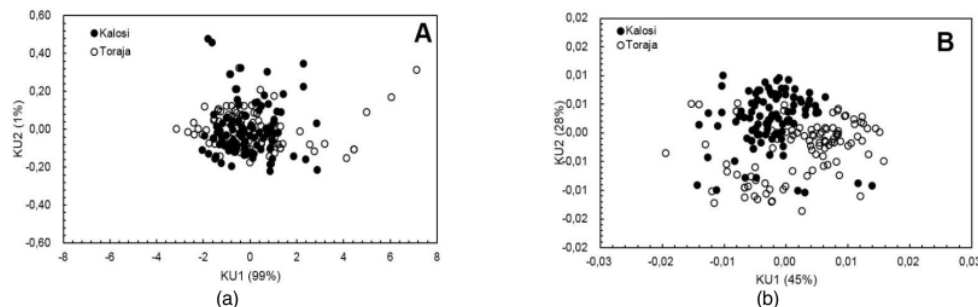 A
● Kalosi
○ Toraja
KU2 (1%)
0,60
0,40
0,20
0,00
-0,20
-0,40
-0,60
-8 -6 -4 -2 0 2 4 6 8
KU1 (99%)
(a)
B
● Kalosi
○ Toraja
KU2 (28%)
0,02
0,02
0,01
0,01
0,00
-0,01
-0,01
-0,02
-0,02
-0,03 -0,02 -0,01 0,00 0,01 0,02 0,03
KU1 (45%)
(b)